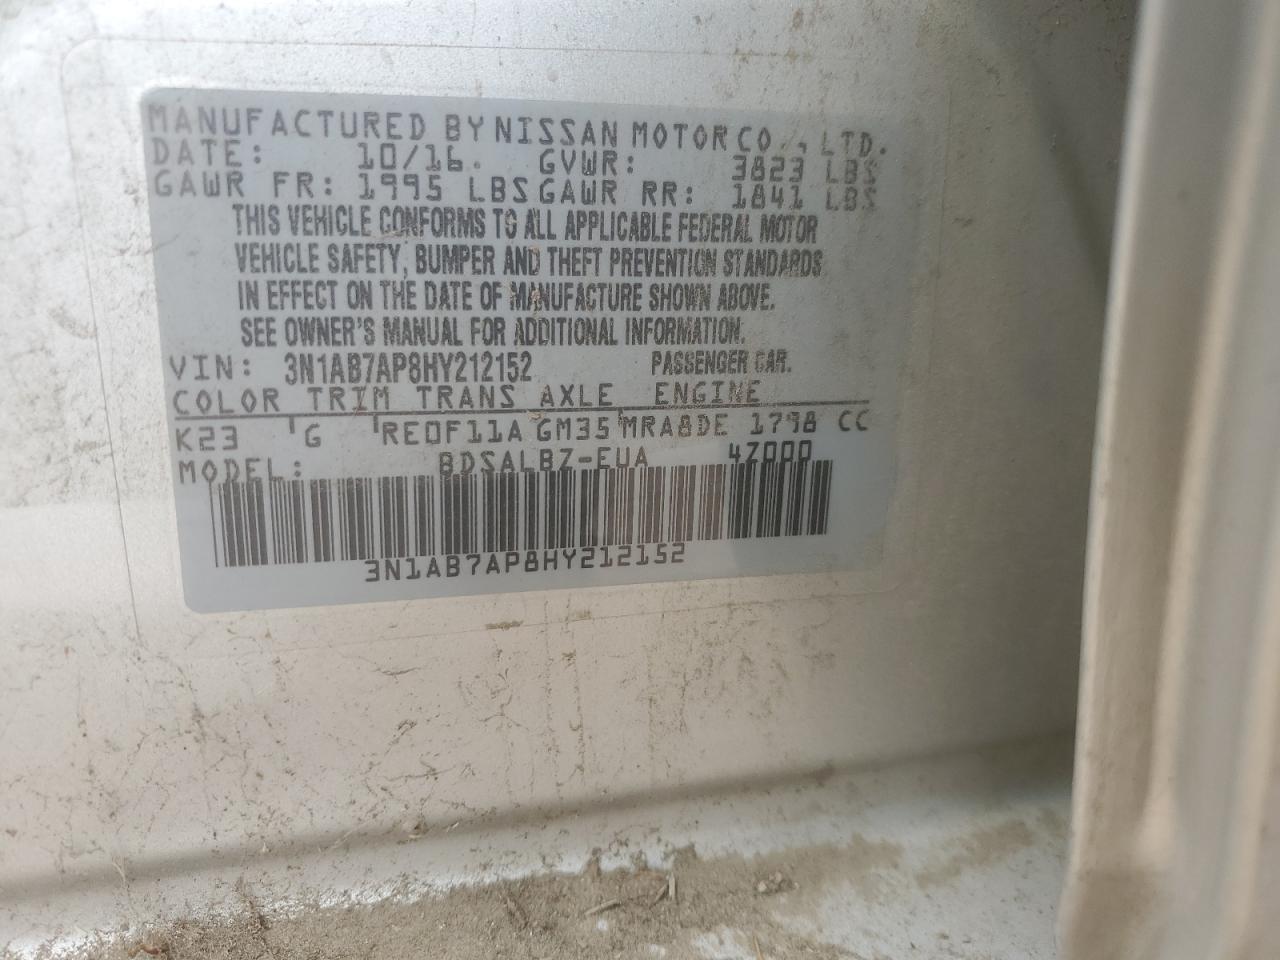 MANUFACTURED BY NISSAN MOTOR CO., LTD.
DATE: 10/16 GVWR: 3823 LBS
GAWR FR: 1995 LBS GAWR RR: 1841 LBS
THIS VEHICLE CONFORMS TO ALL APPLICABLE FEDERAL MOTOR
VEHICLE SAFETY, BUMPER AND THEFT PREVENTION STANDARDS
IN EFFECT ON THE DATE OF MANUFACTURE SHOWN ABOVE.
SEE OWNER'S MANUAL FOR ADDITIONAL INFORMATION.
VIN: 3N1AB7AP8HY212152 PASSENGER CAR.
COLOR TRIM TRANS AXLE ENGINE
K23 G RE0F11A GM35 MRA8DE 1798 CC
MODEL: BDSALBZ-EUA 4Z000
3N1AB7AP8HY212152